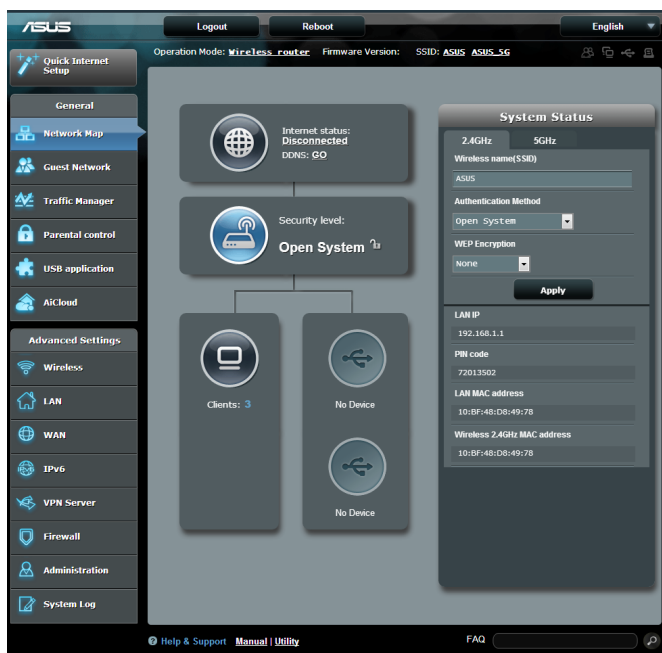 ASUS
Logout
Reboot
English
Quick Internet
Setup
Operation Mode: Wireless router Firmware Version: SSID: ASUS ASUS_5G
General
Network Map
Guest Network
Traffic Manager
Parental control
USB application
AiCloud
Advanced Settings
Wireless
LAN
WAN
IPv6
IPv6
VPN Server
Firewall
Administration
System Log
Internet status:
Disconnected
DDNS: GO
Security level:
Open System
Clients: 3
No Device
No Device
System Status
2.4GHz 5GHz
Wireless name(SSID)
ASUS
Authentication Method
Open System
WEP Encryption
None
Apply
LAN IP
192.168.1.1
PIN code
72013502
LAN MAC address
10:BF:48:D8:49:78
Wireless 2.4GHz MAC address
10:BF:48:D8:49:78
? Help & Support Manual | Utility
FAQ